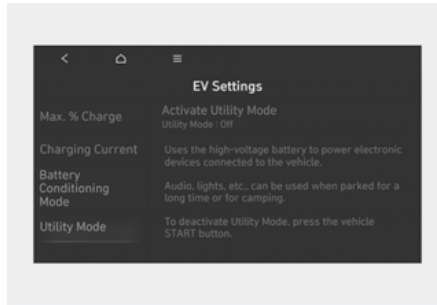 EV Settings
Max. % Charge
Charging Current
Battery
Conditioning
Mode
Utility Mode
Activate Utility Mode
Utility Mode : Off
Uses the high-voltage battery to power electronic
devices connected to the vehicle.
Audio, lights, etc., can be used when parked for a
long time or for camping.
To deactivate Utility Mode, press the vehicle
START button.